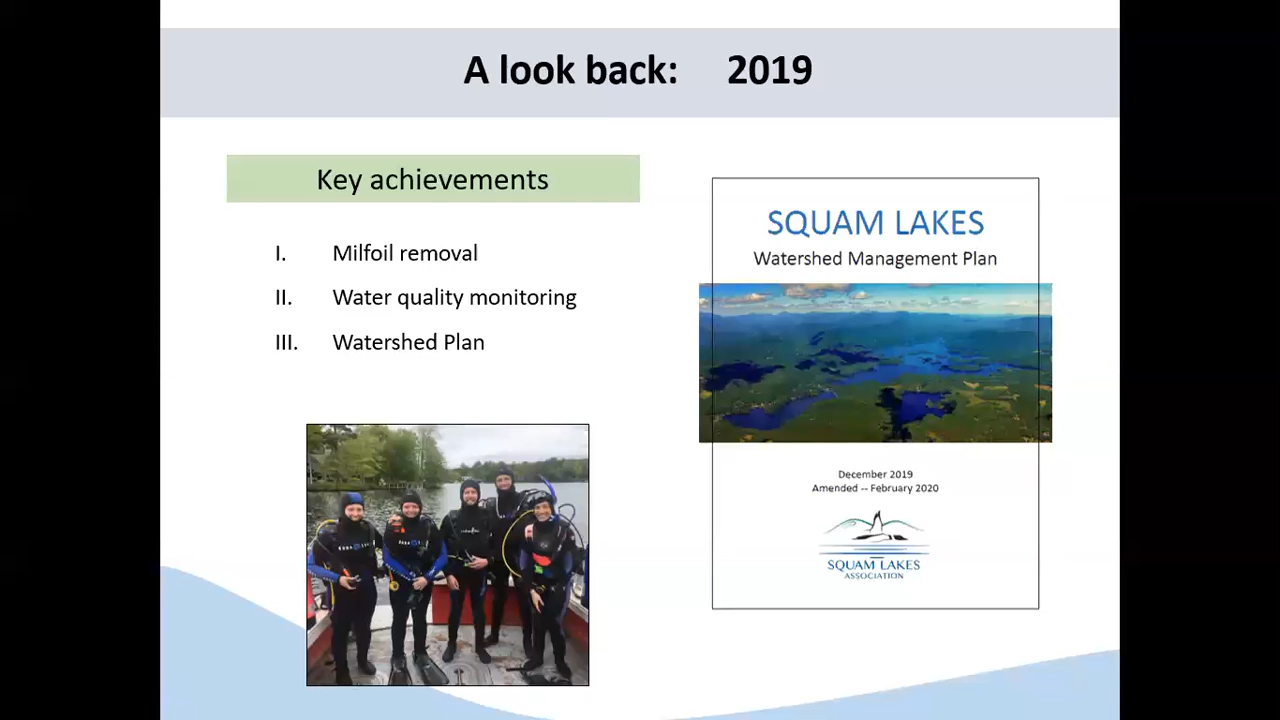 A look back: 2019
Key achievements
I. Milfoil removal
II. Water quality monitoring
III. Watershed Plan
SQUAM LAKES
Watershed Management Plan
December 2019
Amended -- February 2020
SQUAM LAKES
ASSOCIATION